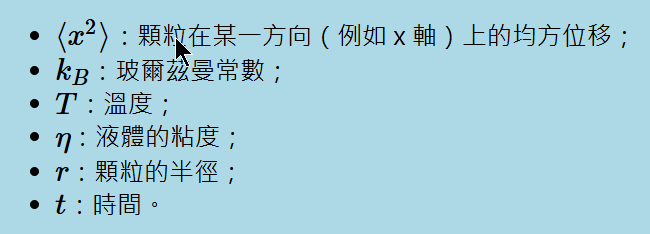 • ⟨x²⟩：顆粒在某一方向（例如 x 軸）上的均方位移；
• k_B：玻爾茲曼常數；
• T：溫度；
• η：液體的粘度；
• r：顆粒的半徑；
• t：時間。